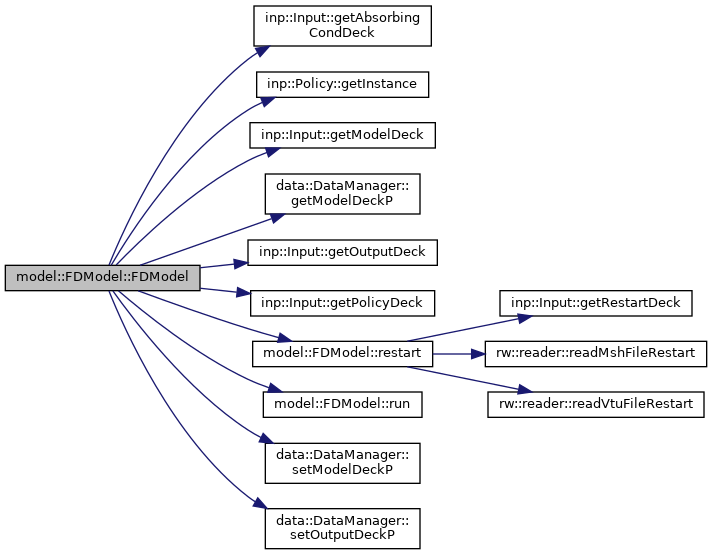 inp::Input::getAbsorbing
CondDeck
inp::Policy::getInstance
inp::Input::getModelDeck
data::DataManager::
getModelDeckP
inp::Input::getOutputDeck
model::FDModel::FDModel
inp::Input::getPolicyDeck
inp::Input::getRestartDeck
model::FDModel::restart
rw::reader::readMshFileRestart
model::FDModel::run
rw::reader::readVtuFileRestart
data::DataManager::
setModelDeckP
data::DataManager::
setOutputDeckP